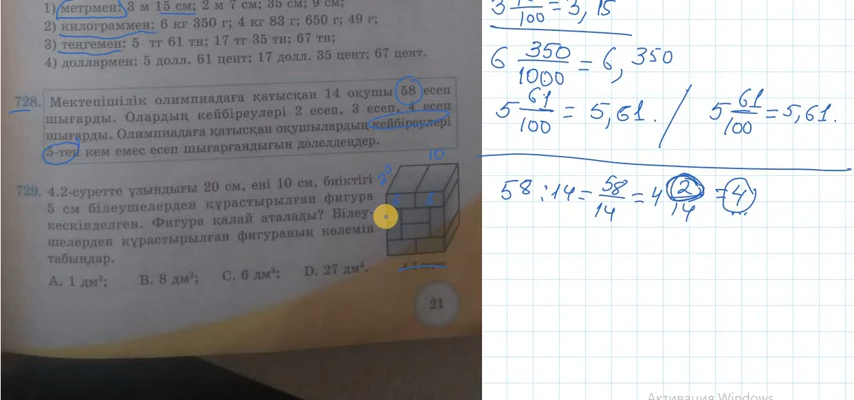 1) метрмен: 3 м 15 см; 2 м 7 см; 35 см; 9 см;
2) килограммен: 6 кг 350 г; 4 кг 83 г; 650 г; 49 г;
3) теңгемен: 5 тг 61 тн; 17 тг 35 тн; 67 тн;
4) доллармен: 5 долл. 61 цент; 17 долл. 35 цент; 67 цент.
728. Мектепішілік олимпиадаға қатысқан 14 оқушы 58 есеп
шығарды. Олардың кейбіреулері 2 есеп, 3 есеп, 4 есеп
шығарды. Олимпиадаға қатысқан оқушылардың кейбіреулері
5-тен кем емес есеп шығарғандығын дәлелдеңдер.
729. 4.2-суретте ұзындығы 20 см, ені 10 см, биіктігі
5 см білеушелерден құрастырылған фигура
кескінделген. Фигура қалай аталады? Білеу-
шелерден құрастырылған фигураның көлемін
табыңдар.
A. 1 дм³; B. 8 дм³; C. 6 дм³; D. 27 дм³.
20
10
21
100 = 3, 15
6 350/1000 = 6, 350
5 61/100 = 5,61. / 5 61/100 = 5,61.
58 : 14 = 58/14 = 4 2/14 = 4
Активация Windows